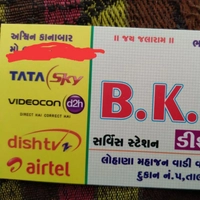 અશ્વિન કાનાબાર
મો
॥ જય જલારામ ॥
TATA Sky
VIDEOCON d2h
DIRECT HAI CORRECT HAI
B.K.
dishtv
સર્વિસ સ્ટેશન
airtel
લોહાણા મહાજન વાડી
દુકાન નં.૫, તાલ